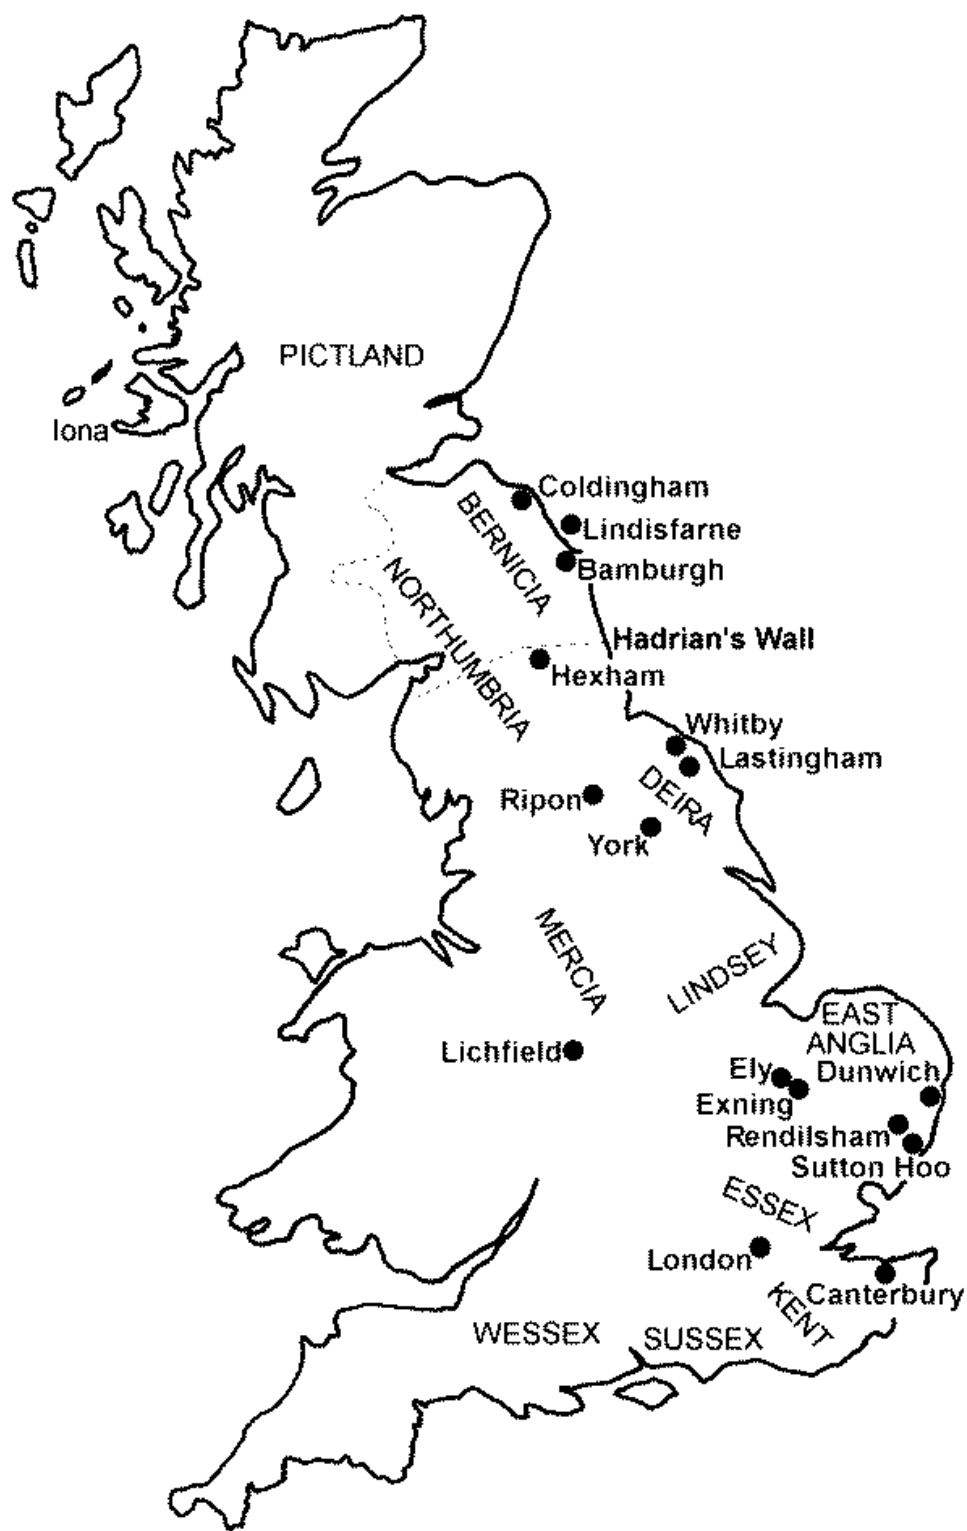 PICTLAND
Iona
Coldingham
BERNICIA
Lindisfarne
Bamburgh
NORTHUMBRIA
Hadrian's Wall
Hexham
Whitby
Lastingham
DEIRA
Ripon
York
MERCIA
LINDSEY
EAST
ANGLIA
Lichfield
Ely
Dunwich
Exning
Rendilsham
Sutton Hoo
ESSEX
London
Canterbury
KENT
WESSEX
SUSSEX